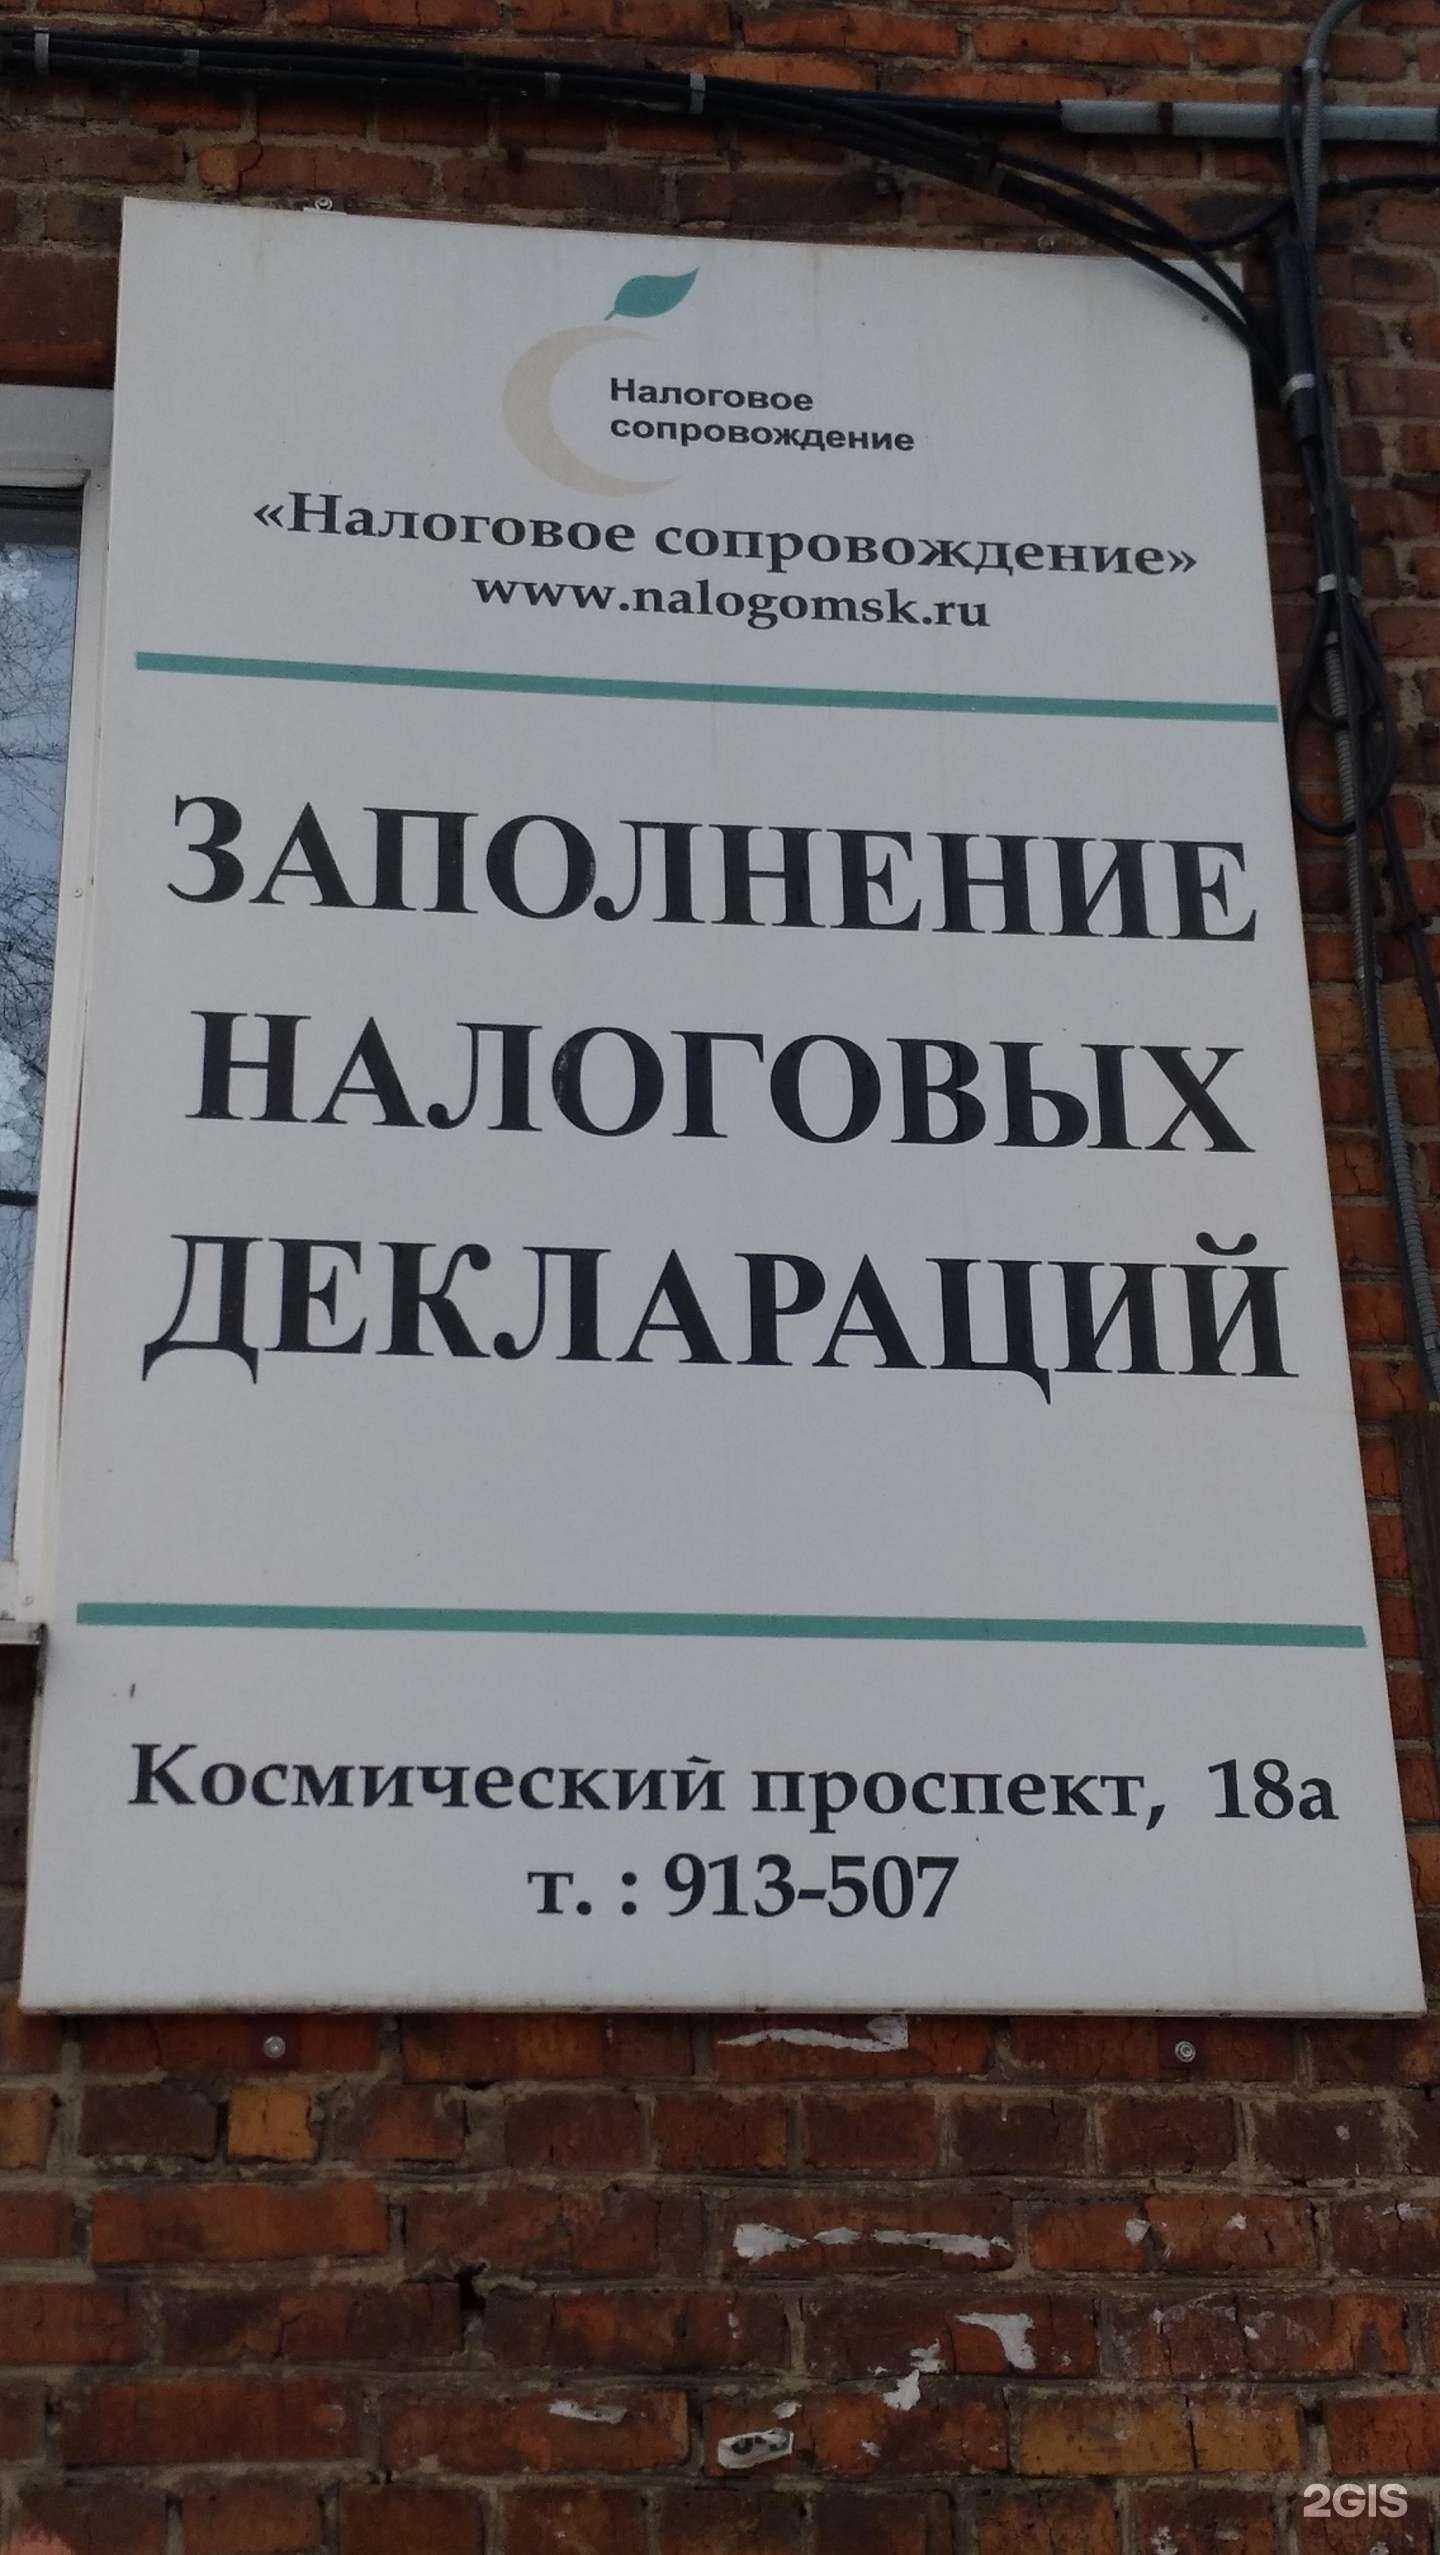 Налоговое
сопровождение
«Налоговое сопровождение»
www.nalogomsk.ru
ЗАПОЛНЕНИЕ
НАЛОГОВЫХ
ДЕКЛАРАЦИЙ
Космический проспект, 18а
т. : 913-507
2GIS